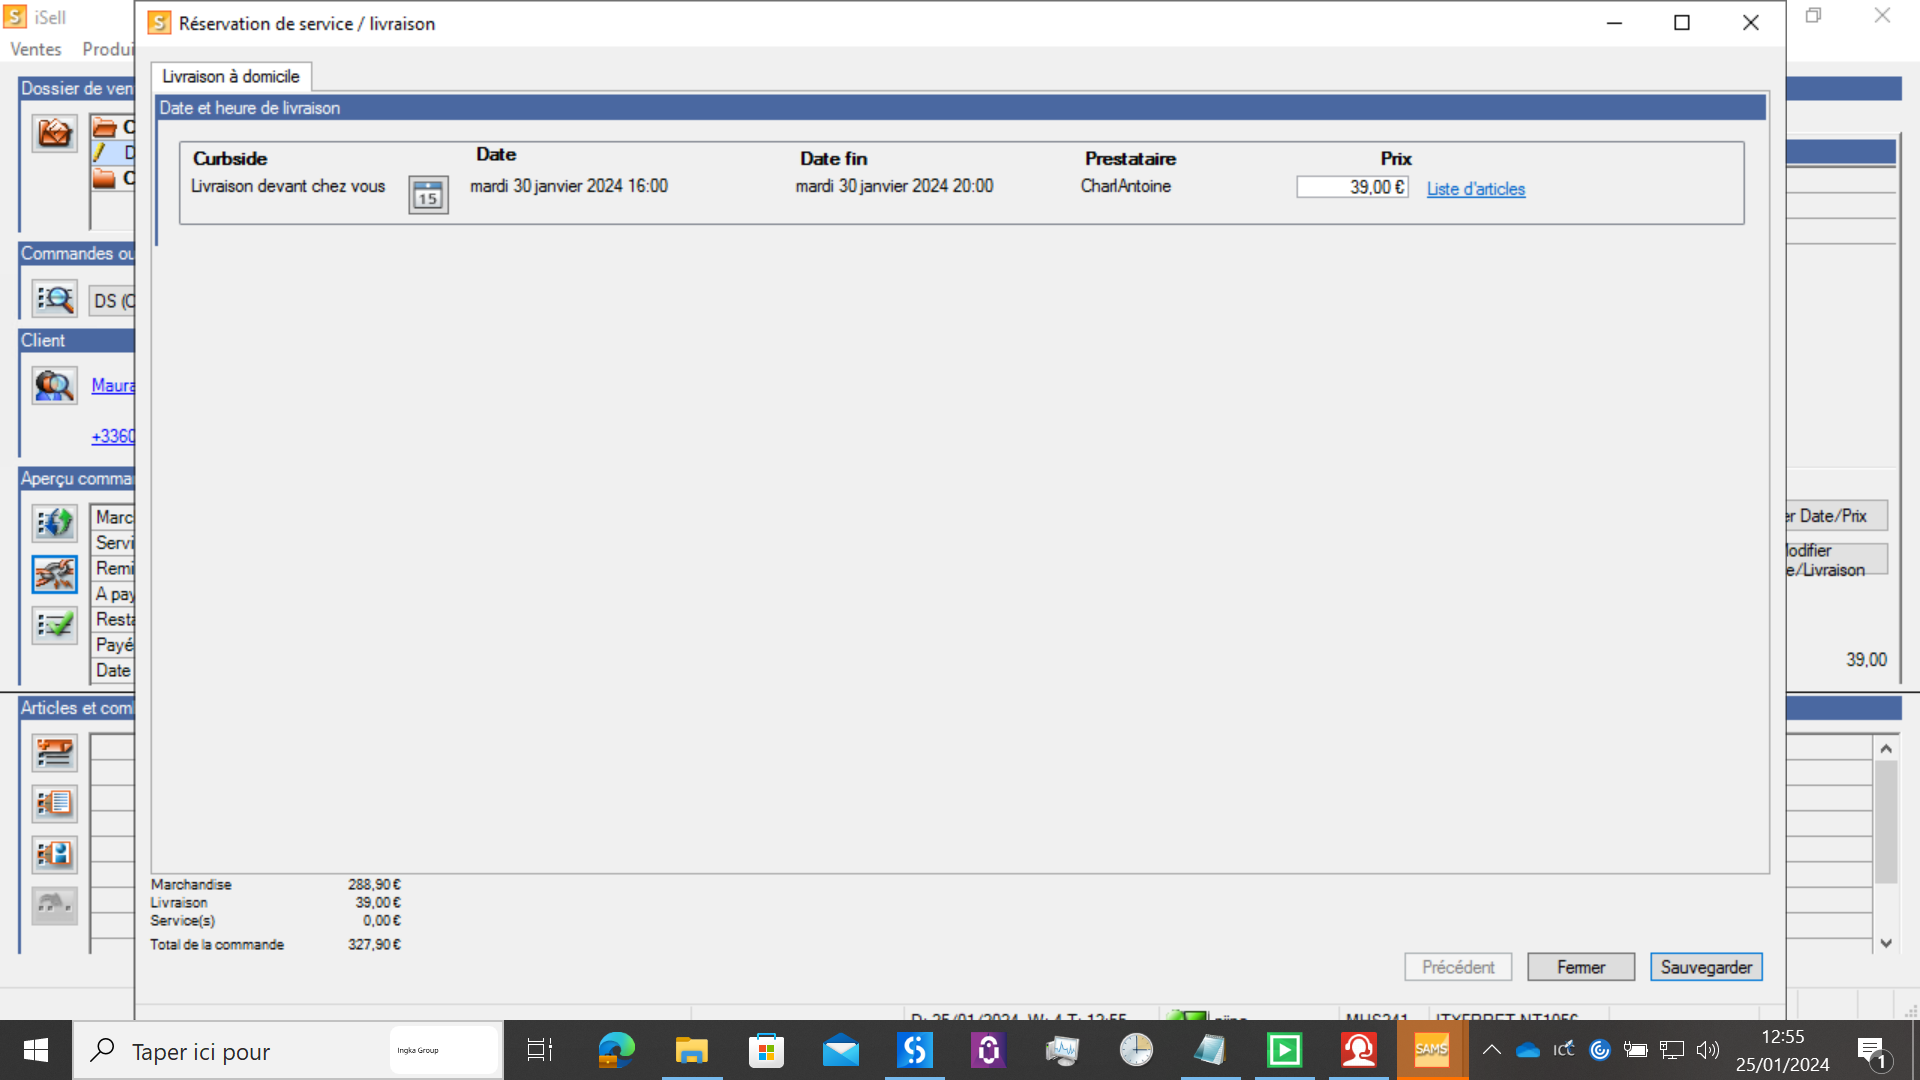 iSell
Réservation de service / livraison
Ventes
Livraison à domicile
Date et heure de livraison
Curbside Date Date fin Prestataire Prix
Livraison devant chez vous 15 mardi 30 janvier 2024 16:00 mardi 30 janvier 2024 20:00 CharlAntoine 39,00 € Liste d'articles
Dossier de ven
Commandes ou
DS (C
Client
Maura
+3360
Aperçu comma
Marc
Servi
Remi
A pay
Resta
Payé
Date
er Date/Prix
lodifier
e/Livraison
39,00
Articles et com
Marchandise 288,90 €
Livraison 39,00 €
Service(s) 0,00 €
Total de la commande 327,90 €
Précédent Fermer Sauvegarder
Taper ici pour
Ingka Group
SAMS
12:55
25/01/2024
1